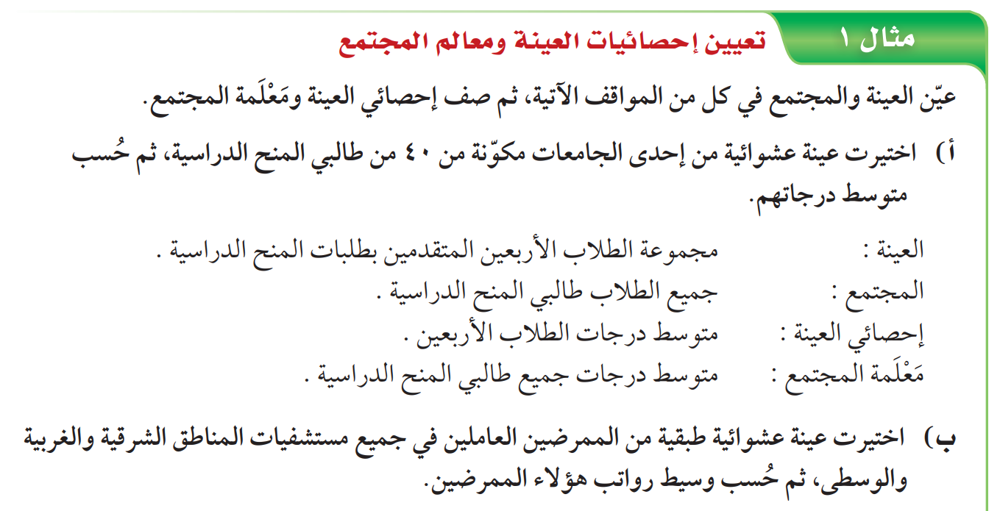 مثال ١
تعيين إحصائيات العينة ومعالم المجتمع
عيّن العينة والمجتمع في كل من المواقف الآتية، ثم صف إحصائي العينة ومَعْلَمة المجتمع.
أ) اختيرت عينة عشوائية من إحدى الجامعات مكوّنة من ٤٠ من طالبي المنح الدراسية، ثم حُسب
متوسط درجاتهم.
العينة : مجموعة الطلاب الأربعين المتقدمين بطلبات المنح الدراسية .
المجتمع : جميع الطلاب طالبي المنح الدراسية .
إحصائي العينة : متوسط درجات الطلاب الأربعين .
مَعْلَمة المجتمع : متوسط درجات جميع طالبي المنح الدراسية .
ب) اختيرت عينة عشوائية طبقية من الممرضين العاملين في جميع مستشفيات المناطق الشرقية والغربية
والوسطى، ثم حُسب وسيط رواتب هؤلاء الممرضين.